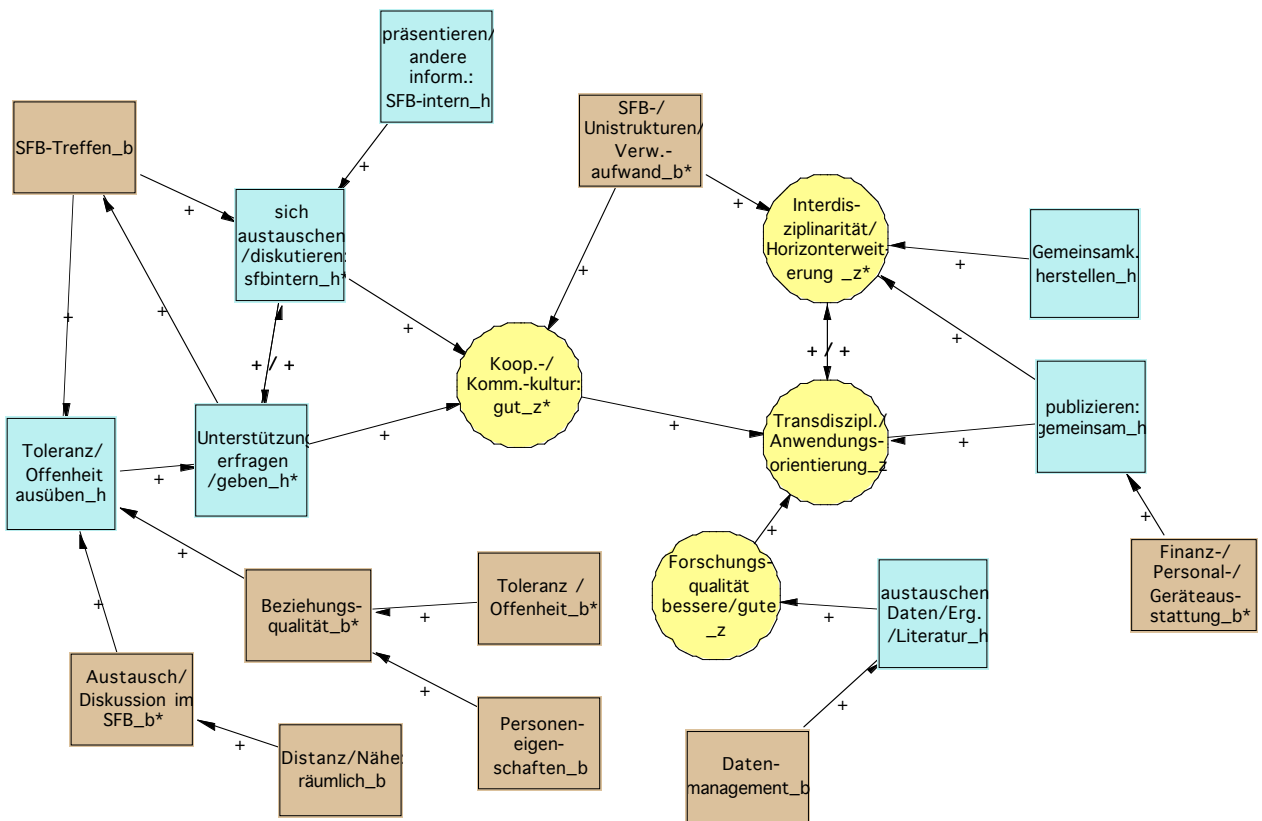 präsentieren/
andere
inform.:
SFB-intern_h
SFB-/
Unistrukturen/
Verw.-
aufwand_b*
SFB-Treffen_b
sich
austauschen
/diskutieren:
sfbintern_h*
Interdis-
ziplinarität/
Horizonterweit-
erung _z*
Gemeinsamk.
herstellen_h
Koop.-/
Komm.-kultur:
gut_z*
Toleranz/
Offenheit
ausüben_h
Unterstützung
erfragen
/geben_h*
Transdiszipl./
Anwendungs-
orientierung_z
publizieren:
gemeinsam_h
Beziehungs-
qualität_b*
Toleranz /
Offenheit_b*
Forschungs-
qualität
bessere/gute
_z
austauschen
Daten/Erg.
/Literatur_h
Finanz-/
Personal-/
Geräteaus-
stattung_b*
Austausch/
Diskussion im
SFB_b*
Distanz/Nähe:
räumlich_b
Personen-
eigen-
schaften_b
Daten-
management_b
+
+
+
+
+
+
+
+
+ / +
+
+ / +
+
+
+
+
+
+
+
+
+
+
+
+
+